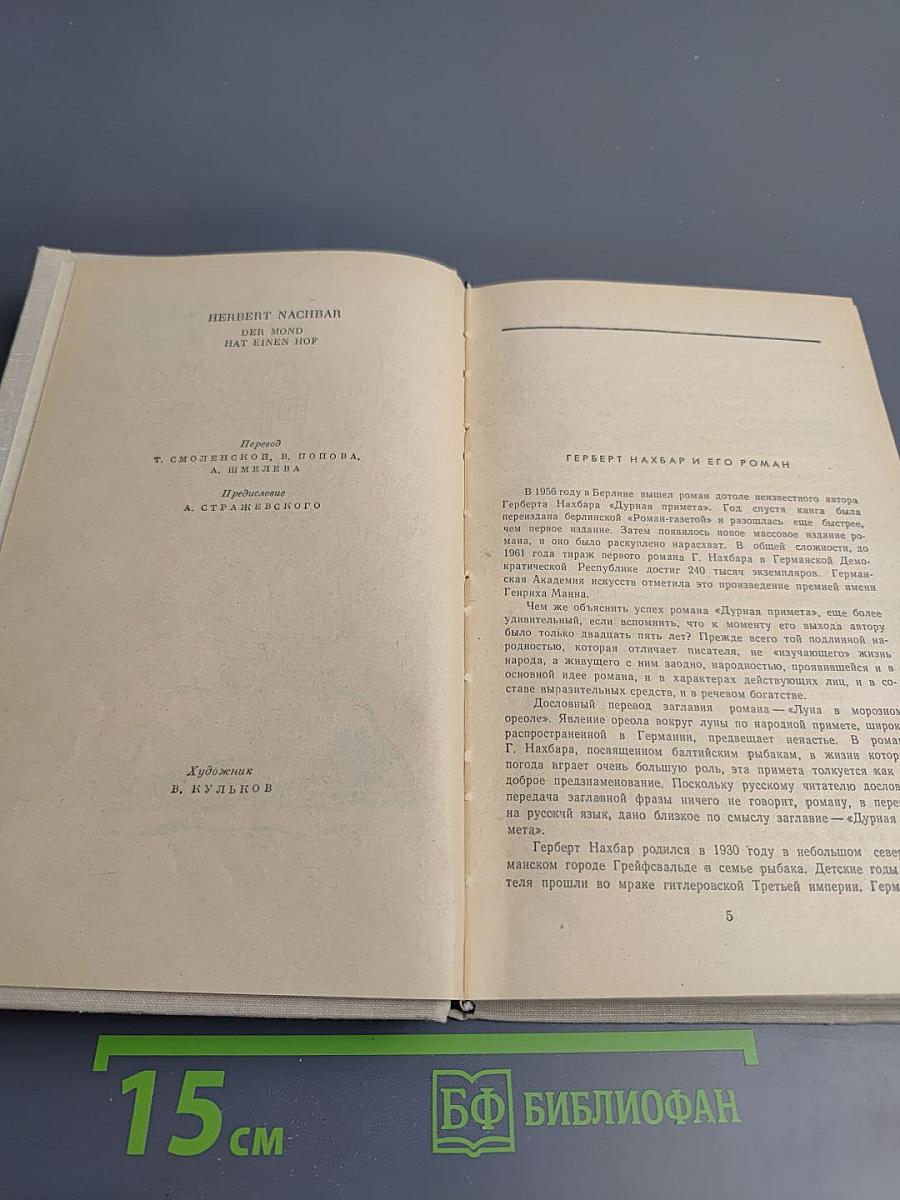 HERBERT NACHBAR
DER MOND
HAT EINEN HOF
Перевод
Т. СМОЛЕНСКОЙ, В. ПОПОВА,
А. ШМЕЛЕВА
Предисловие
А. СТРАЖЕВСКОГО
Художник
В. КУЛЬКОВ
ГЕРБЕРТ НАХБАР И ЕГО РОМАН
В 1956 году в Берлине вышел роман дотоле неизвестного автора
Герберта Нахбара «Дурная примета». Год спустя книга была
переиздана берлинской «Роман-газетой» и разошлась еще быстрее,
чем первое издание. Затем появилось новое массовое издание ро-
мана, и оно было раскуплено нарасхват. В общей сложности, до
1961 года тираж первого романа Г. Нахбара в Германской Демо-
кратической Республике достиг 240 тысяч экземпляров. Герман-
ская Академия искусств отметила это произведение премией имени
Генриха Манна.
Чем же объяснить успех романа «Дурная примета», еще более
удивительный, если вспомнить, что к моменту его выхода автору
было только двадцать пять лет? Прежде всего той подлинной на-
родностью, которая отличает писателя, не «изучающего» жизнь
народа, а живущего с ним заодно, народностью, проявившейся и в
основной идее романа, и в характерах действующих лиц, и в со-
ставе выразительных средств, и в речевом богатстве.
Дословный перевод заглавия романа — «Луна в морозном
ореоле». Явление ореола вокруг луны по народной примете, широк
распространенной в Германии, предвещает ненастье. В рома
Г. Нахбара, посвященном балтийским рыбакам, в жизни котор
погода играет очень большую роль, эта примета толкуется как
доброе предзнаменование. Поскольку русскому читателю дослов
передача заглавной фразы ничего не говорит, роману, в пере
на русский язык, дано близкое по смыслу заглавие — «Дурная
мета».
Герберт Нахбар родился в 1930 году в небольшом север
манском городе Грейфсвальде в семье рыбака. Детские годы
теля прошли во мраке гитлеровской Третьей империи. Герм
5
15 см
БФ БИБЛИОФАН